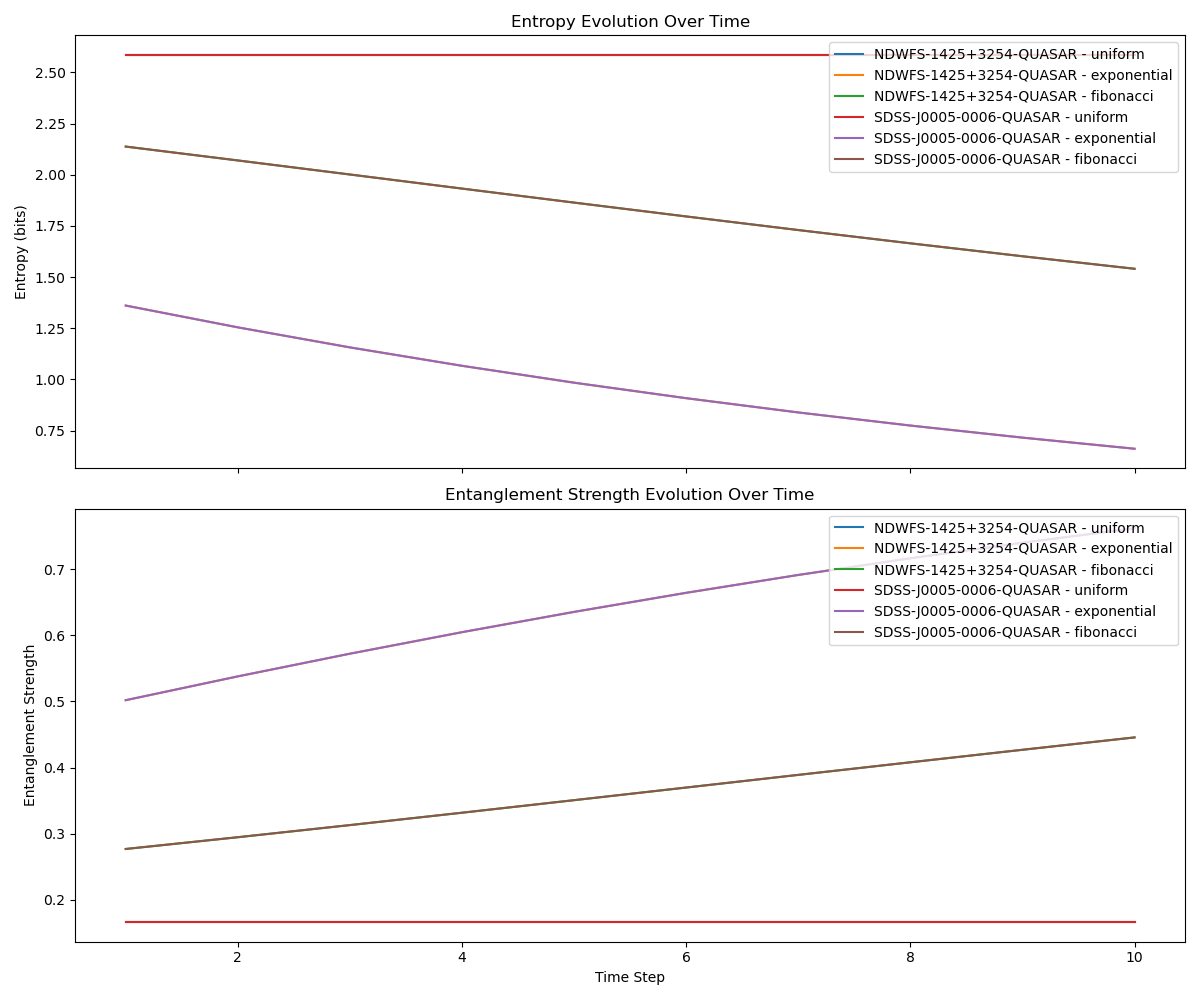 Entropy Evolution Over Time
Entropy (bits)
2.50
2.25
2.00
1.75
1.50
1.25
1.00
0.75
NDWFS-1425+3254-QUASAR - uniform
NDWFS-1425+3254-QUASAR - exponential
NDWFS-1425+3254-QUASAR - fibonacci
SDSS-J0005-0006-QUASAR - uniform
SDSS-J0005-0006-QUASAR - exponential
SDSS-J0005-0006-QUASAR - fibonacci
Entanglement Strength Evolution Over Time
Entanglement Strength
0.7
0.6
0.5
0.4
0.3
0.2
NDWFS-1425+3254-QUASAR - uniform
NDWFS-1425+3254-QUASAR - exponential
NDWFS-1425+3254-QUASAR - fibonacci
SDSS-J0005-0006-QUASAR - uniform
SDSS-J0005-0006-QUASAR - exponential
SDSS-J0005-0006-QUASAR - fibonacci
2 4 6 8 10
Time Step